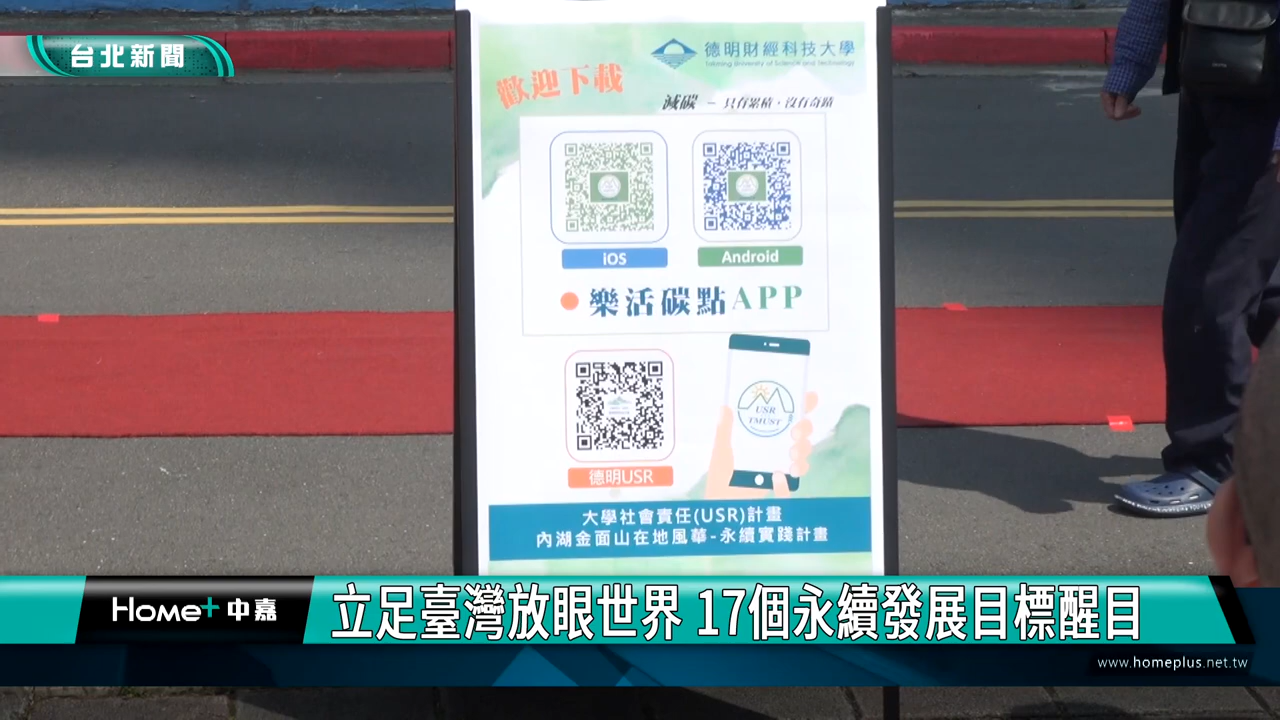 台北新聞
德明財經科技大學
Takming University of Science and Technology
歡迎下載
減碳 - 只有累積,沒有奇蹟
iOS
Android
樂活碳點APP
USR
TMUST
德明USR
大學社會責任(USR)計畫
內湖金面山在地風華-永續實踐計畫
Home+中嘉
立足臺灣放眼世界 17個永續發展目標醒目
www.homeplus.net.tw